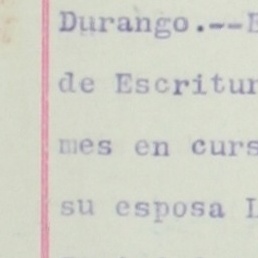 Durango.--E
de Escritur
mes en curs
su esposa